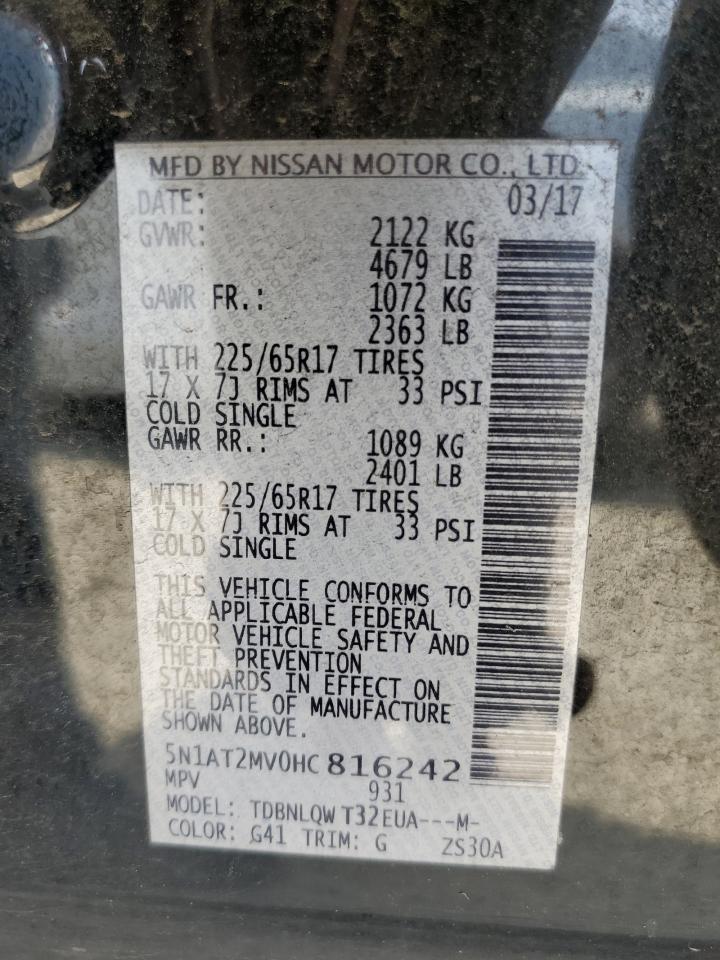 MFD BY NISSAN MOTOR CO., LTD.
DATE: 03/17
GVWR: 2122 KG
4679 LB
GAWR FR.: 1072 KG
2363 LB
WITH 225/65R17 TIRES
17 X 7J RIMS AT 33 PSI
COLD SINGLE
GAWR RR.: 1089 KG
2401 LB
WITH 225/65R17 TIRES
17 X 7J RIMS AT 33 PSI
COLD SINGLE
THIS VEHICLE CONFORMS TO
ALL APPLICABLE FEDERAL
MOTOR VEHICLE SAFETY AND
THEFT PREVENTION
STANDARDS IN EFFECT ON
THE DATE OF MANUFACTURE
SHOWN ABOVE.
5N1AT2MV0HC816242
MPV 931
MODEL: TDBNLQW T32EUA---M-
COLOR: G41 TRIM: G ZS30A